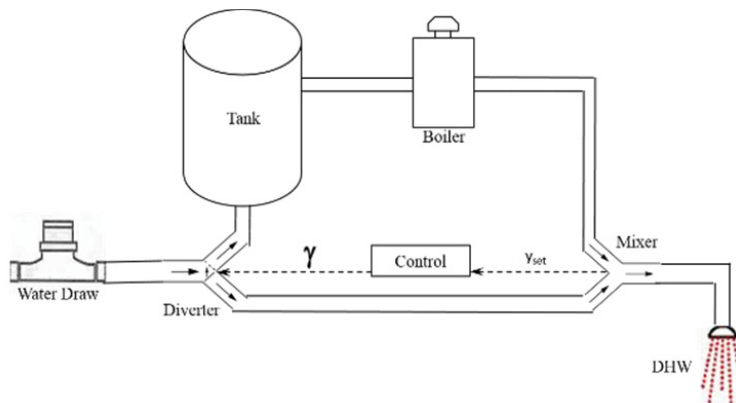 Tank
Boiler
Water Draw
Diverter
γ
Control
γset
Mixer
DHW